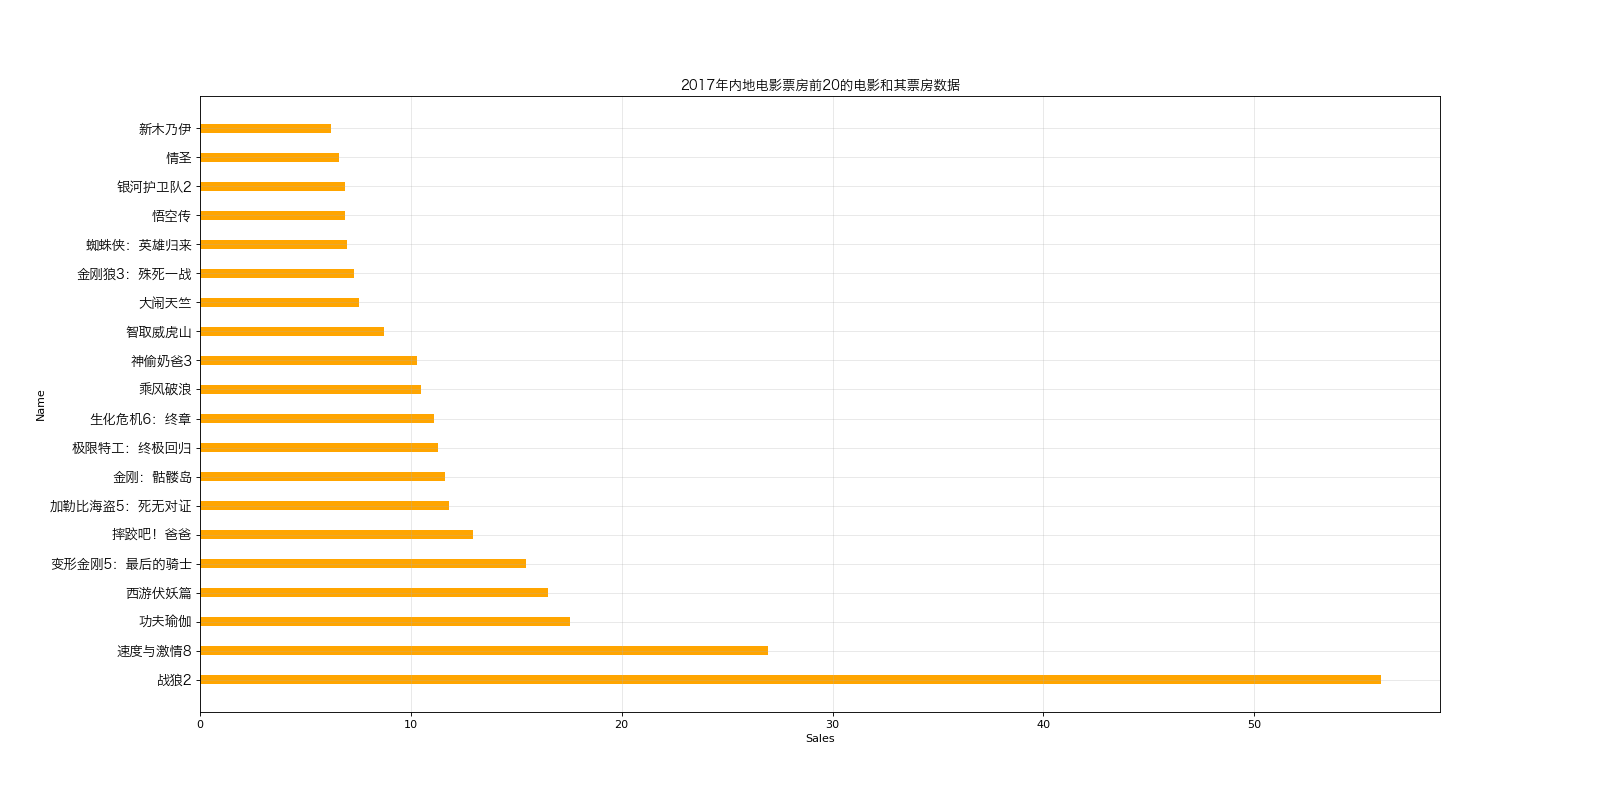 2017年内地电影票房前20的电影和其票房数据
新木乃伊
情圣
银河护卫队2
悟空传
蜘蛛侠：英雄归来
金刚狼3：殊死一战
大闹天竺
智取威虎山
神偷奶爸3
乘风破浪
生化危机6：终章
极限特工：终极回归
金刚：骷髅岛
加勒比海盗5：死无对证
摔跤吧！爸爸
变形金刚5：最后的骑士
西游伏妖篇
功夫瑜伽
速度与激情8
战狼2
Name
0 10 20 30 40 50
Sales